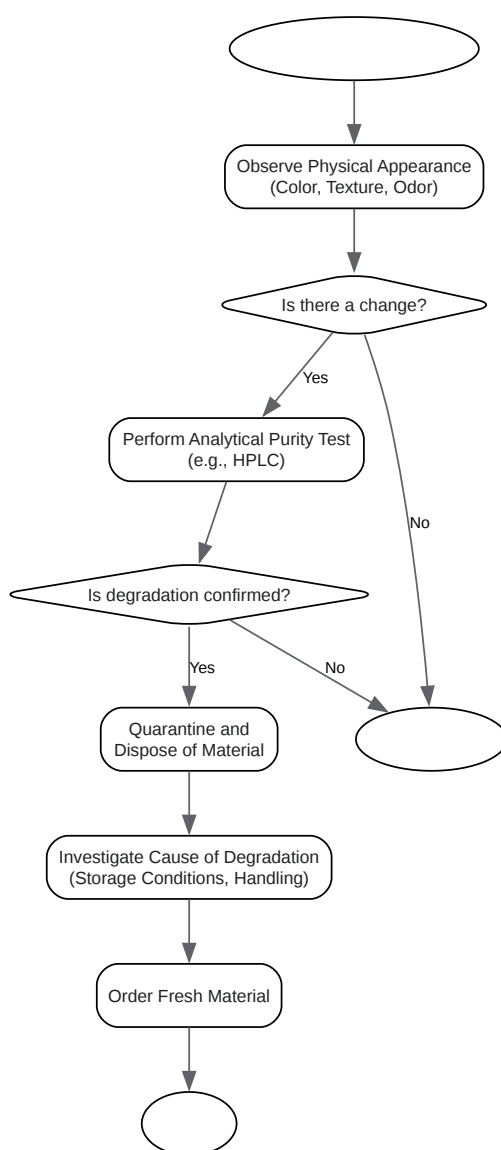 Observe Physical Appearance
(Color, Texture, Odor)
Is there a change?
Yes
Perform Analytical Purity Test
(e.g., HPLC)
No
Is degradation confirmed?
Yes
No
Quarantine and
Dispose of Material
Investigate Cause of Degradation
(Storage Conditions, Handling)
Order Fresh Material